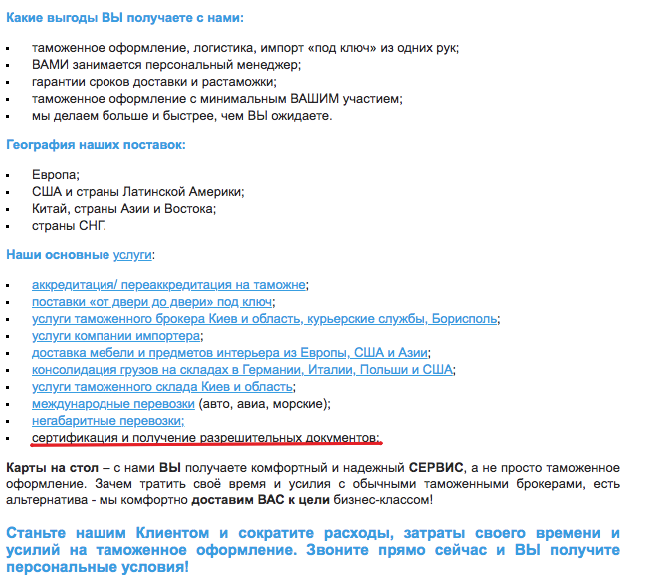 Какие выгоды ВЫ получаете с нами:
таможенное оформление, логистика, импорт «под ключ» из одних рук;
ВАМИ занимается персональный менеджер;
гарантии сроков доставки и растаможки;
таможенное оформление с минимальным ВАШИМ участием;
мы делаем больше и быстрее, чем ВЫ ожидаете.
География наших поставок:
Европа;
США и страны Латинской Америки;
Китай, страны Азии и Востока;
страны СНГ.
Наши основные услуги:
аккредитация/ переаккредитация на таможне;
поставки «от двери до двери» под ключ;
услуги таможенного брокера Киев и область, курьерские службы, Борисполь;
услуги компании импортера;
доставка мебели и предметов интерьера из Европы, США и Азии;
консолидация грузов на складах в Германии, Италии, Польши и США;
услуги таможенного склада Киев и область;
международные перевозки (авто, авиа, морские);
негабаритные перевозки;
сертификация и получение разрешительных документов;
Карты на стол – с нами ВЫ получаете комфортный и надежный СЕРВИС, а не просто таможенное
оформление. Зачем тратить своё время и усилия с обычными таможенными брокерами, есть
альтернатива - мы комфортно доставим ВАС к цели бизнес-классом!
Станьте нашим Клиентом и сократите расходы, затраты своего времени и
усилий на таможенное оформление. Звоните прямо сейчас и ВЫ получите
персональные условия!